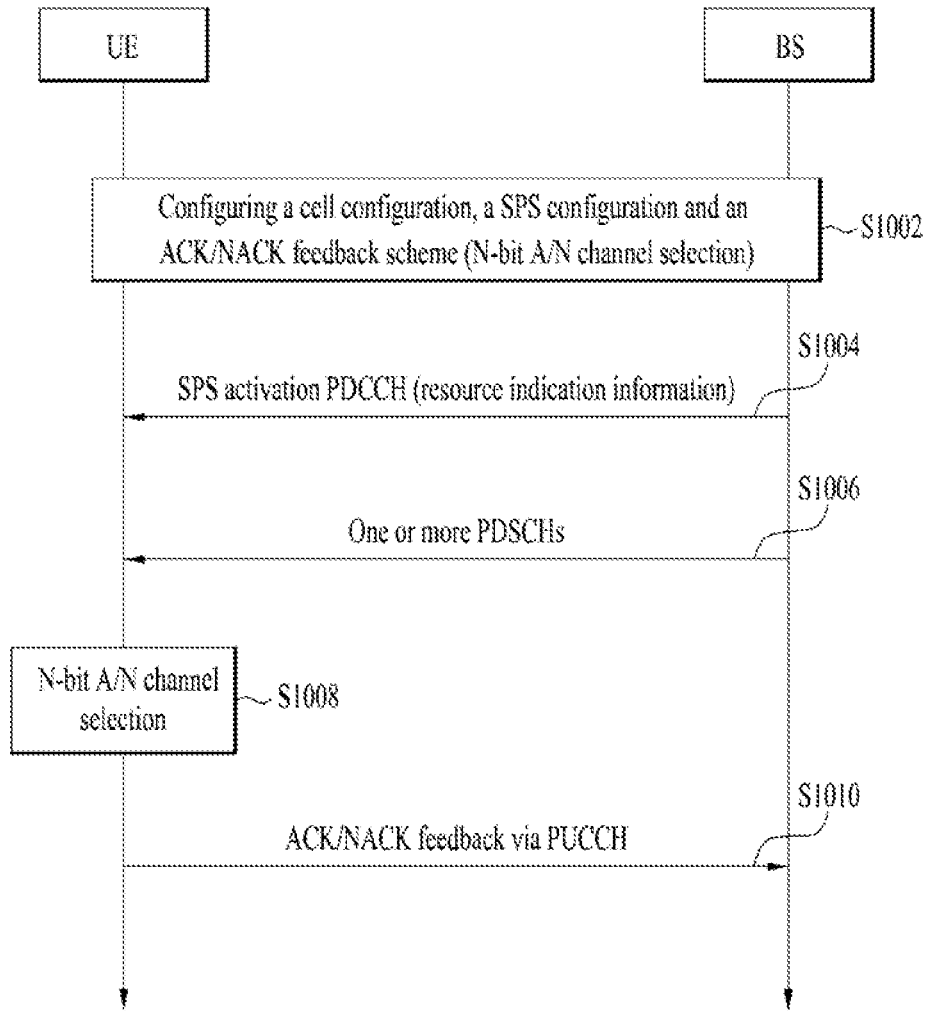 UE
BS
Configuring a cell configuration, a SPS configuration and an
ACK/NACK feedback scheme (N-bit A/N channel selection)
S1002
S1004
SPS activation PDCCH (resource indication information)
S1006
One or more PDSCHs
N-bit A/N channel
selection
S1008
S1010
ACK/NACK feedback via PUCCH